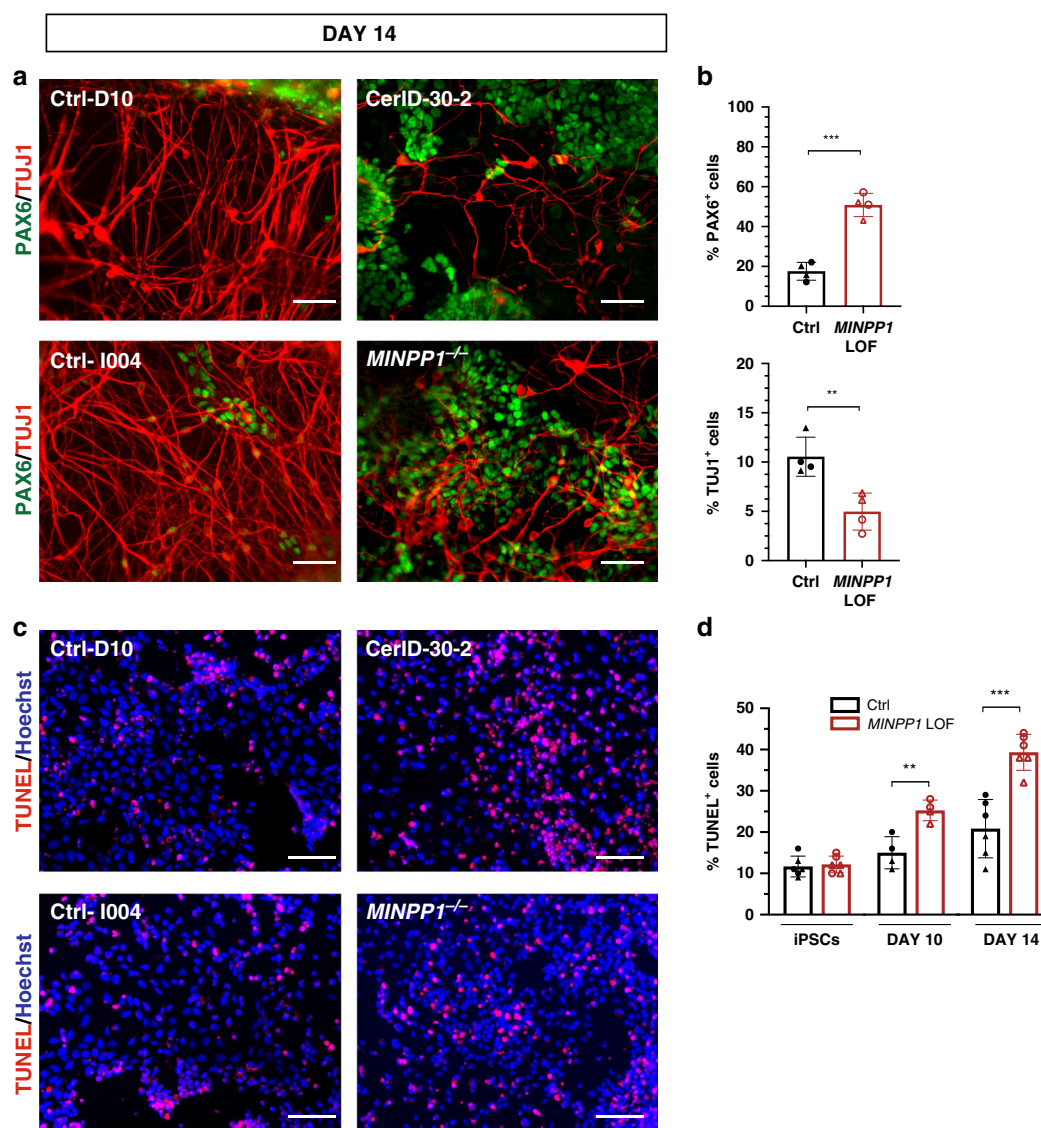 DAY 14
a
Ctrl-D10
CerID-30-2
PAX6/TUJ1
Ctrl- I004
MINPP1–/–
PAX6/TUJ1
b
100
80
60
40
20
0
% PAX6+ cells
***
Ctrl
MINPP1
LOF
20
15
10
5
0
% TUJ1+ cells
**
Ctrl
MINPP1
LOF
c
Ctrl-D10
CerID-30-2
TUNEL/Hoechst
Ctrl- I004
MINPP1–/–
TUNEL/Hoechst
d
Ctrl
MINPP1 LOF
50
40
30
20
10
0
% TUNEL+ cells
**
***
iPSCs
DAY 10
DAY 14